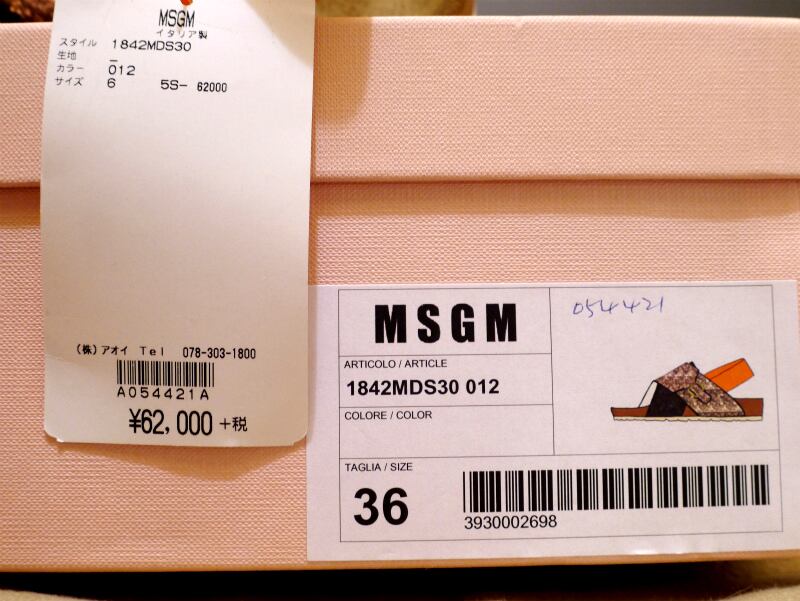 MSGM
イタリア製
スタイル 1842MDS30
生地 _
カラー 012
サイズ 6 5S- 62000
(株)アオイ Tel 078-303-1800
A054421A
¥62,000+税
MSGM
054421
ARTICOLO / ARTICLE
1842MDS30 012
COLORE / COLOR
TAGLIA / SIZE
36
3930002698